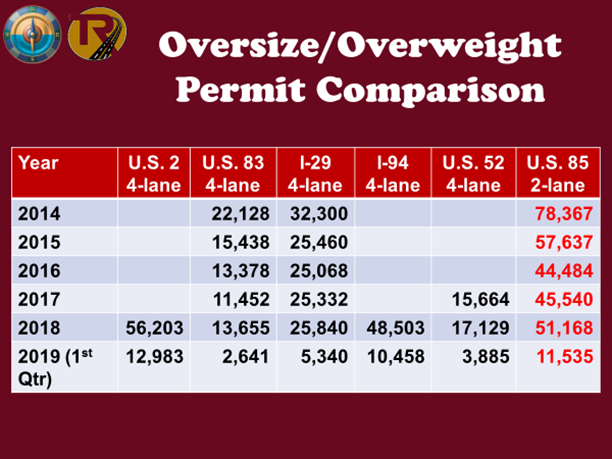 Oversize/Overweight
Permit Comparison
Year U.S. 2 U.S. 83 I-29 I-94 U.S. 52 U.S. 85
4-lane 4-lane 4-lane 4-lane 4-lane 2-lane
2014 22,128 32,300 78,367
2015 15,438 25,460 57,637
2016 13,378 25,068 44,484
2017 11,452 25,332 15,664 45,540
2018 56,203 13,655 25,840 48,503 17,129 51,168
2019 (1st 12,983 2,641 5,340 10,458 3,885 11,535
Qtr)